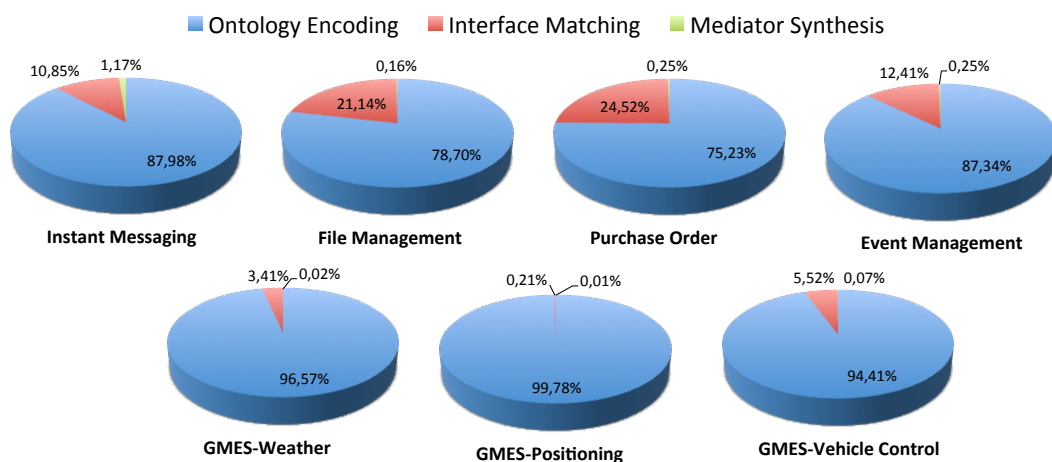 Ontology Encoding Interface Matching Mediator Synthesis
10,85% 1,17%
87,98%
Instant Messaging
0,16%
21,14%
78,70%
File Management
0,25%
24,52%
75,23%
Purchase Order
12,41% 0,25%
87,34%
Event Management
3,41% 0,02%
96,57%
GMES-Weather
0,21% 0,01%
99,78%
GMES-Positioning
5,52% 0,07%
94,41%
GMES-Vehicle Control